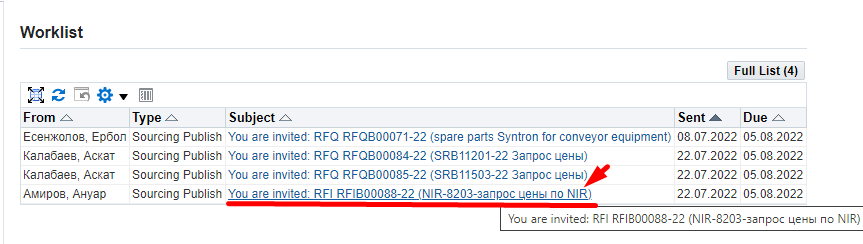 Worklist
Full List (4)
From Type Subject Sent Due
Есенжолов, Ербол Sourcing Publish You are invited: RFQ RFQB00071-22 (spare parts Syntron for conveyor equipment) 08.07.2022 05.08.2022
Калабаев, Аскат Sourcing Publish You are invited: RFQ RFQB00084-22 (SRB11201-22 Запрос цены) 22.07.2022 05.08.2022
Калабаев, Аскат Sourcing Publish You are invited: RFQ RFQB00085-22 (SRB11503-22 Запрос цены) 22.07.2022 05.08.2022
Амиров, Ануар Sourcing Publish You are invited: RFI RFIB00088-22 (NIR-8203-запрос цены по NIR) 22.07.2022 05.08.2022
You are invited: RFI RFIB00088-22 (NIR-8203-запрос цены по NIR)